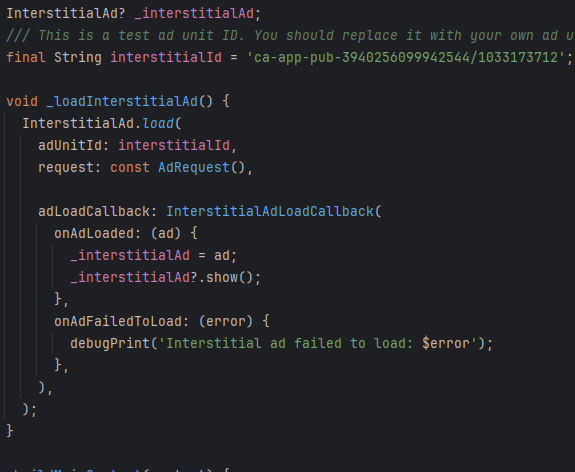 InterstitialAd? _interstitialAd;
/// This is a test ad unit ID. You should replace it with your own ad
final String interstitialId = 'ca-app-pub-3940256099942544/1033173712';
void _loadInterstitialAd() {
InterstitialAd.load(
adUnitId: interstitialId,
request: const AdRequest(),
adLoadCallback: InterstitialAdLoadCallback(
onAdLoaded: (ad) {
_interstitialAd = ad;
_interstitialAd?.show();
},
onAdFailedToLoad: (error) {
debugPrint('Interstitial ad failed to load: $error');
},
),
);
}